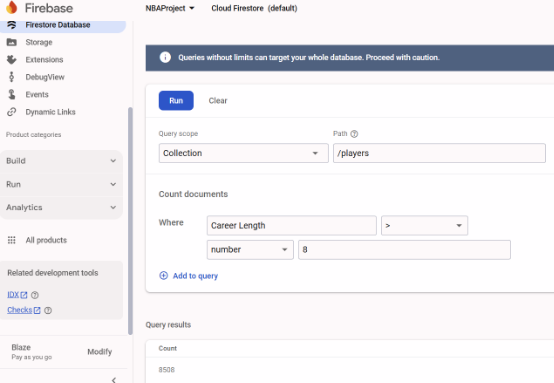 Firebase
NBAProject
Cloud Firestore (default)
Firestore Database
Storage
Extensions
DebugView
Events
Dynamic Links
Product categories
Build
Run
Analytics
All products
Related development tools
IDX
Checks
Blaze
Pay as you go
Modify
Queries without limits can target your whole database. Proceed with caution.
Run
Clear
Query scope
Path
Collection
/players
Count documents
Where
Career Length
>
number
8
Add to query
Query results
Count
8508